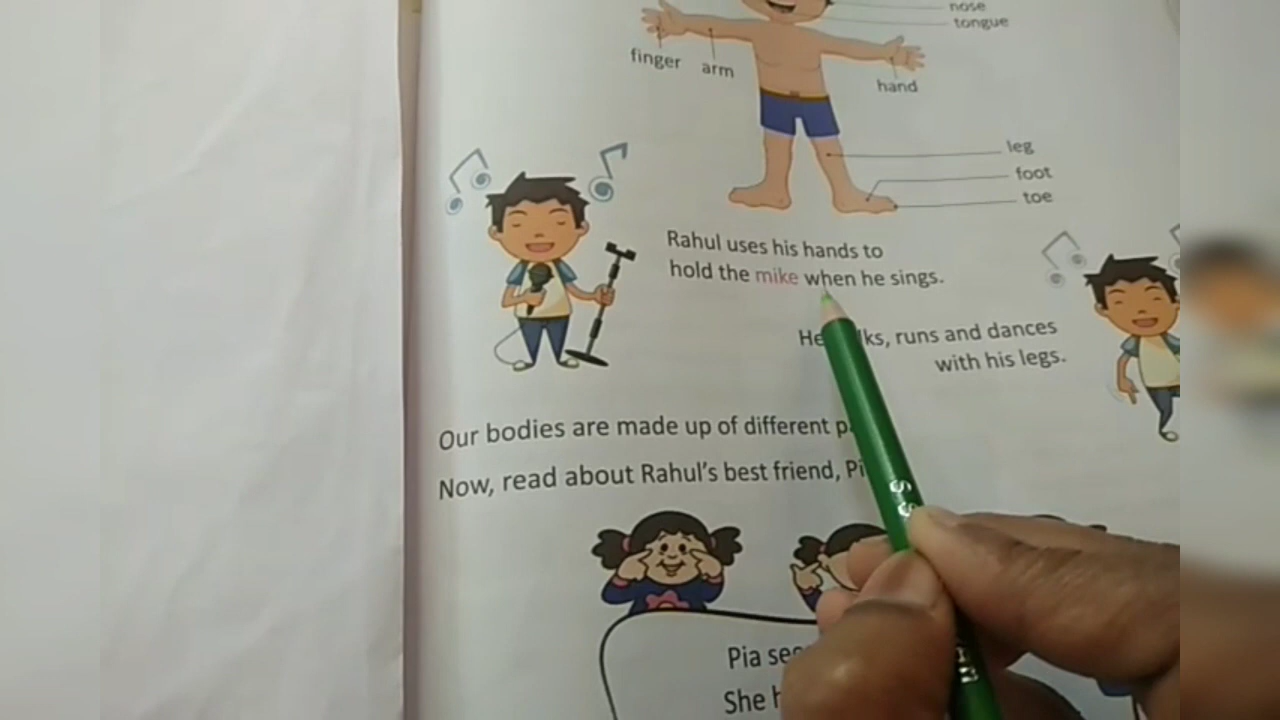 nose
tongue
finger
arm
hand
leg
foot
toe
Rahul uses his hands to
hold the mike when he sings.
runs and dances
with his legs.
Our bodies are made up of different
Now, read about Rahul's best friend,
Pia
She